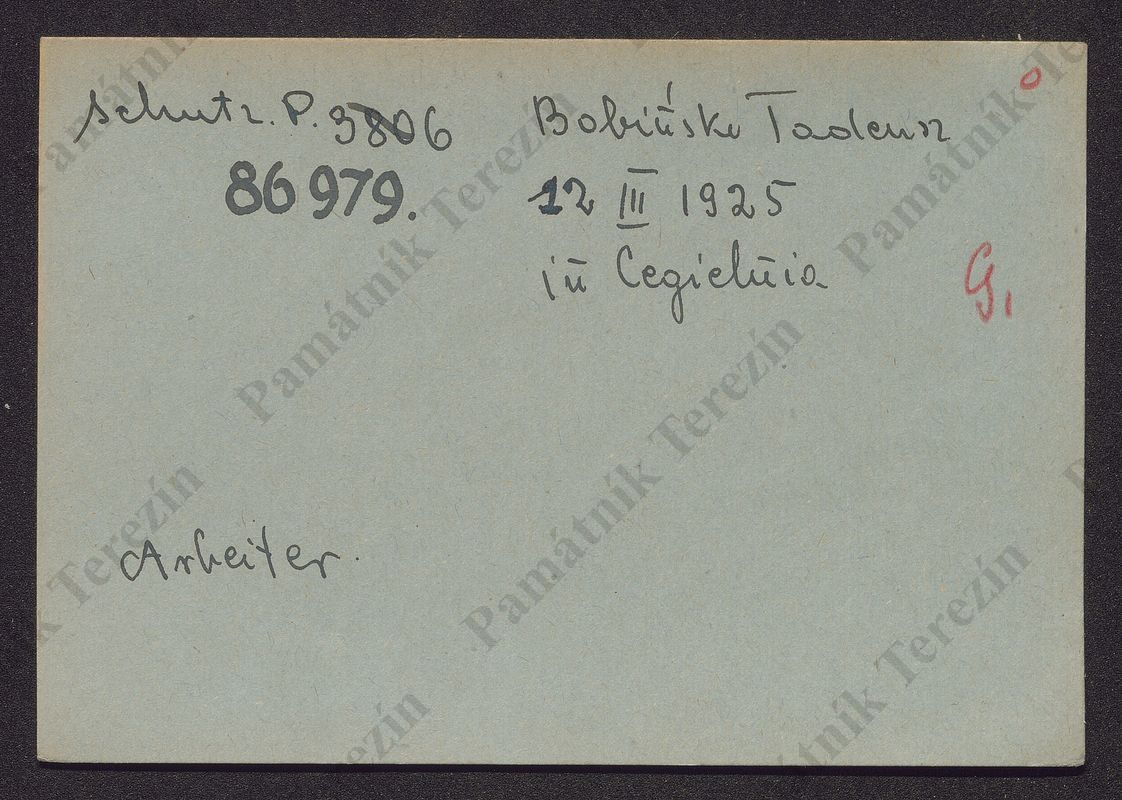 Schutz. P. 3806 Bobiński Tadeusz
86979. 12 III 1925
in Cegielnia
G.
Arbeiter.
Památník Terezín